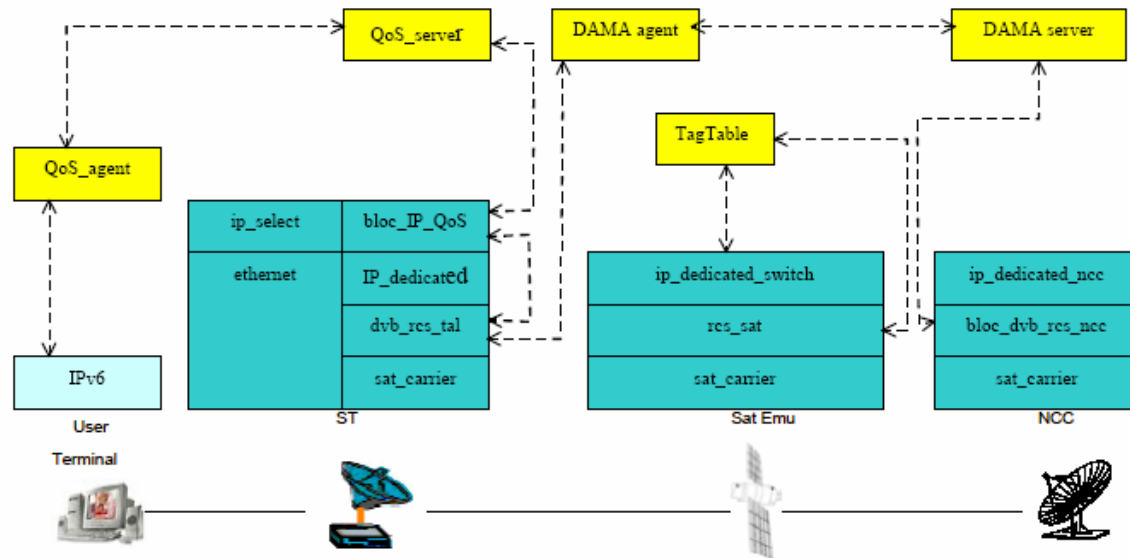 QoS_server
DAMA agent
DAMA server
TagTable
QoS_agent
ip_select
bloc_IP_QoS
ethernet
IP_dedicated
ip_dedicated_switch
ip_dedicated_ncc
dvb_rcs_tal
rcs_sat
bloc_dvb_rcs_ncc
IPv6
sat_carrier
sat_carrier
sat_carrier
User
Terminal
ST
Sat Emu
NCC